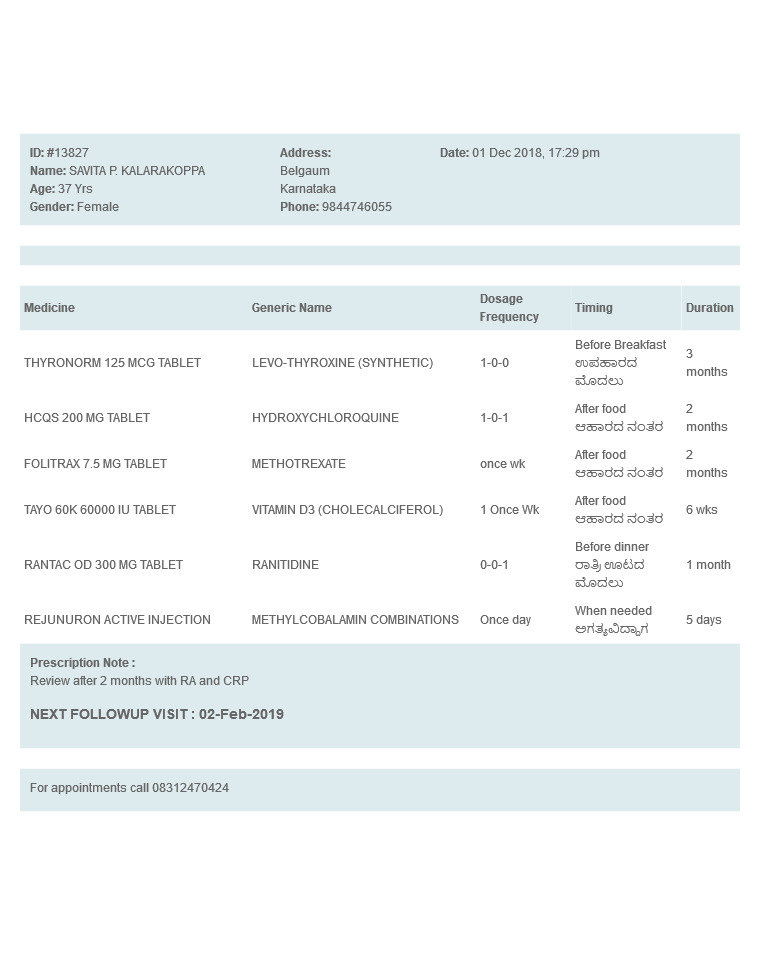 ID: #13827 Address: Date: 01 Dec 2018, 17:29 pm
Name: SAVITA P. KALARAKOPPA Belgaum
Age: 37 Yrs Karnataka
Gender: Female Phone: 9844746055
Medicine Generic Name Dosage Frequency Timing Duration
THYRONORM 125 MCG TABLET LEVO-THYROXINE (SYNTHETIC) 1-0-0 Before Breakfast ಉಪಹಾರದ ಮೊದಲು 3 months
HCQS 200 MG TABLET HYDROXYCHLOROQUINE 1-0-1 After food ಆಹಾರದ ನಂತರ 2 months
FOLITRAX 7.5 MG TABLET METHOTREXATE once wk After food ಆಹಾರದ ನಂತರ 2 months
TAYO 60K 60000 IU TABLET VITAMIN D3 (CHOLECALCIFEROL) 1 Once Wk After food ಆಹಾರದ ನಂತರ 6 wks
RANTAC OD 300 MG TABLET RANITIDINE 0-0-1 Before dinner ರಾತ್ರಿ ಊಟದ ಮೊದಲು 1 month
REJUNURON ACTIVE INJECTION METHYLCOBALAMIN COMBINATIONS Once day When needed ಅಗತ್ಯವಿದ್ದಾಗ 5 days
Prescription Note :
Review after 2 months with RA and CRP
NEXT FOLLOWUP VISIT : 02-Feb-2019
For appointments call 08312470424